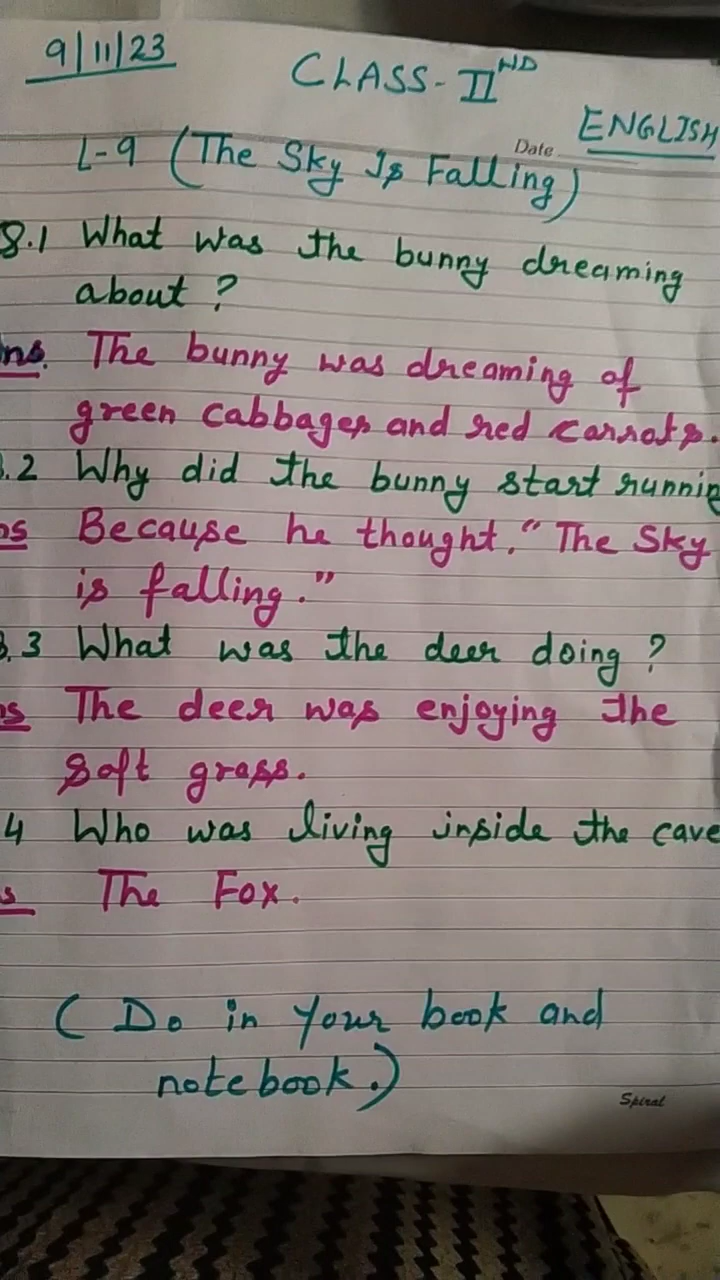 9/11/23
CLASS-II ND
ENGLISH
Date
L-9 (The Sky Is Falling)
Q.1 What was the bunny dreaming
about ?
ns. The bunny was dreaming of
green cabbages and red carrots.
.2 Why did the bunny start runnin
ns Because he thought, "The Sky
is falling."
Q.3 What was the deer doing ?
ns The deer was enjoying the
soft grass.
4 Who was living inside the cave
s The Fox.
( Do in your book and
notebook.)
Spiral